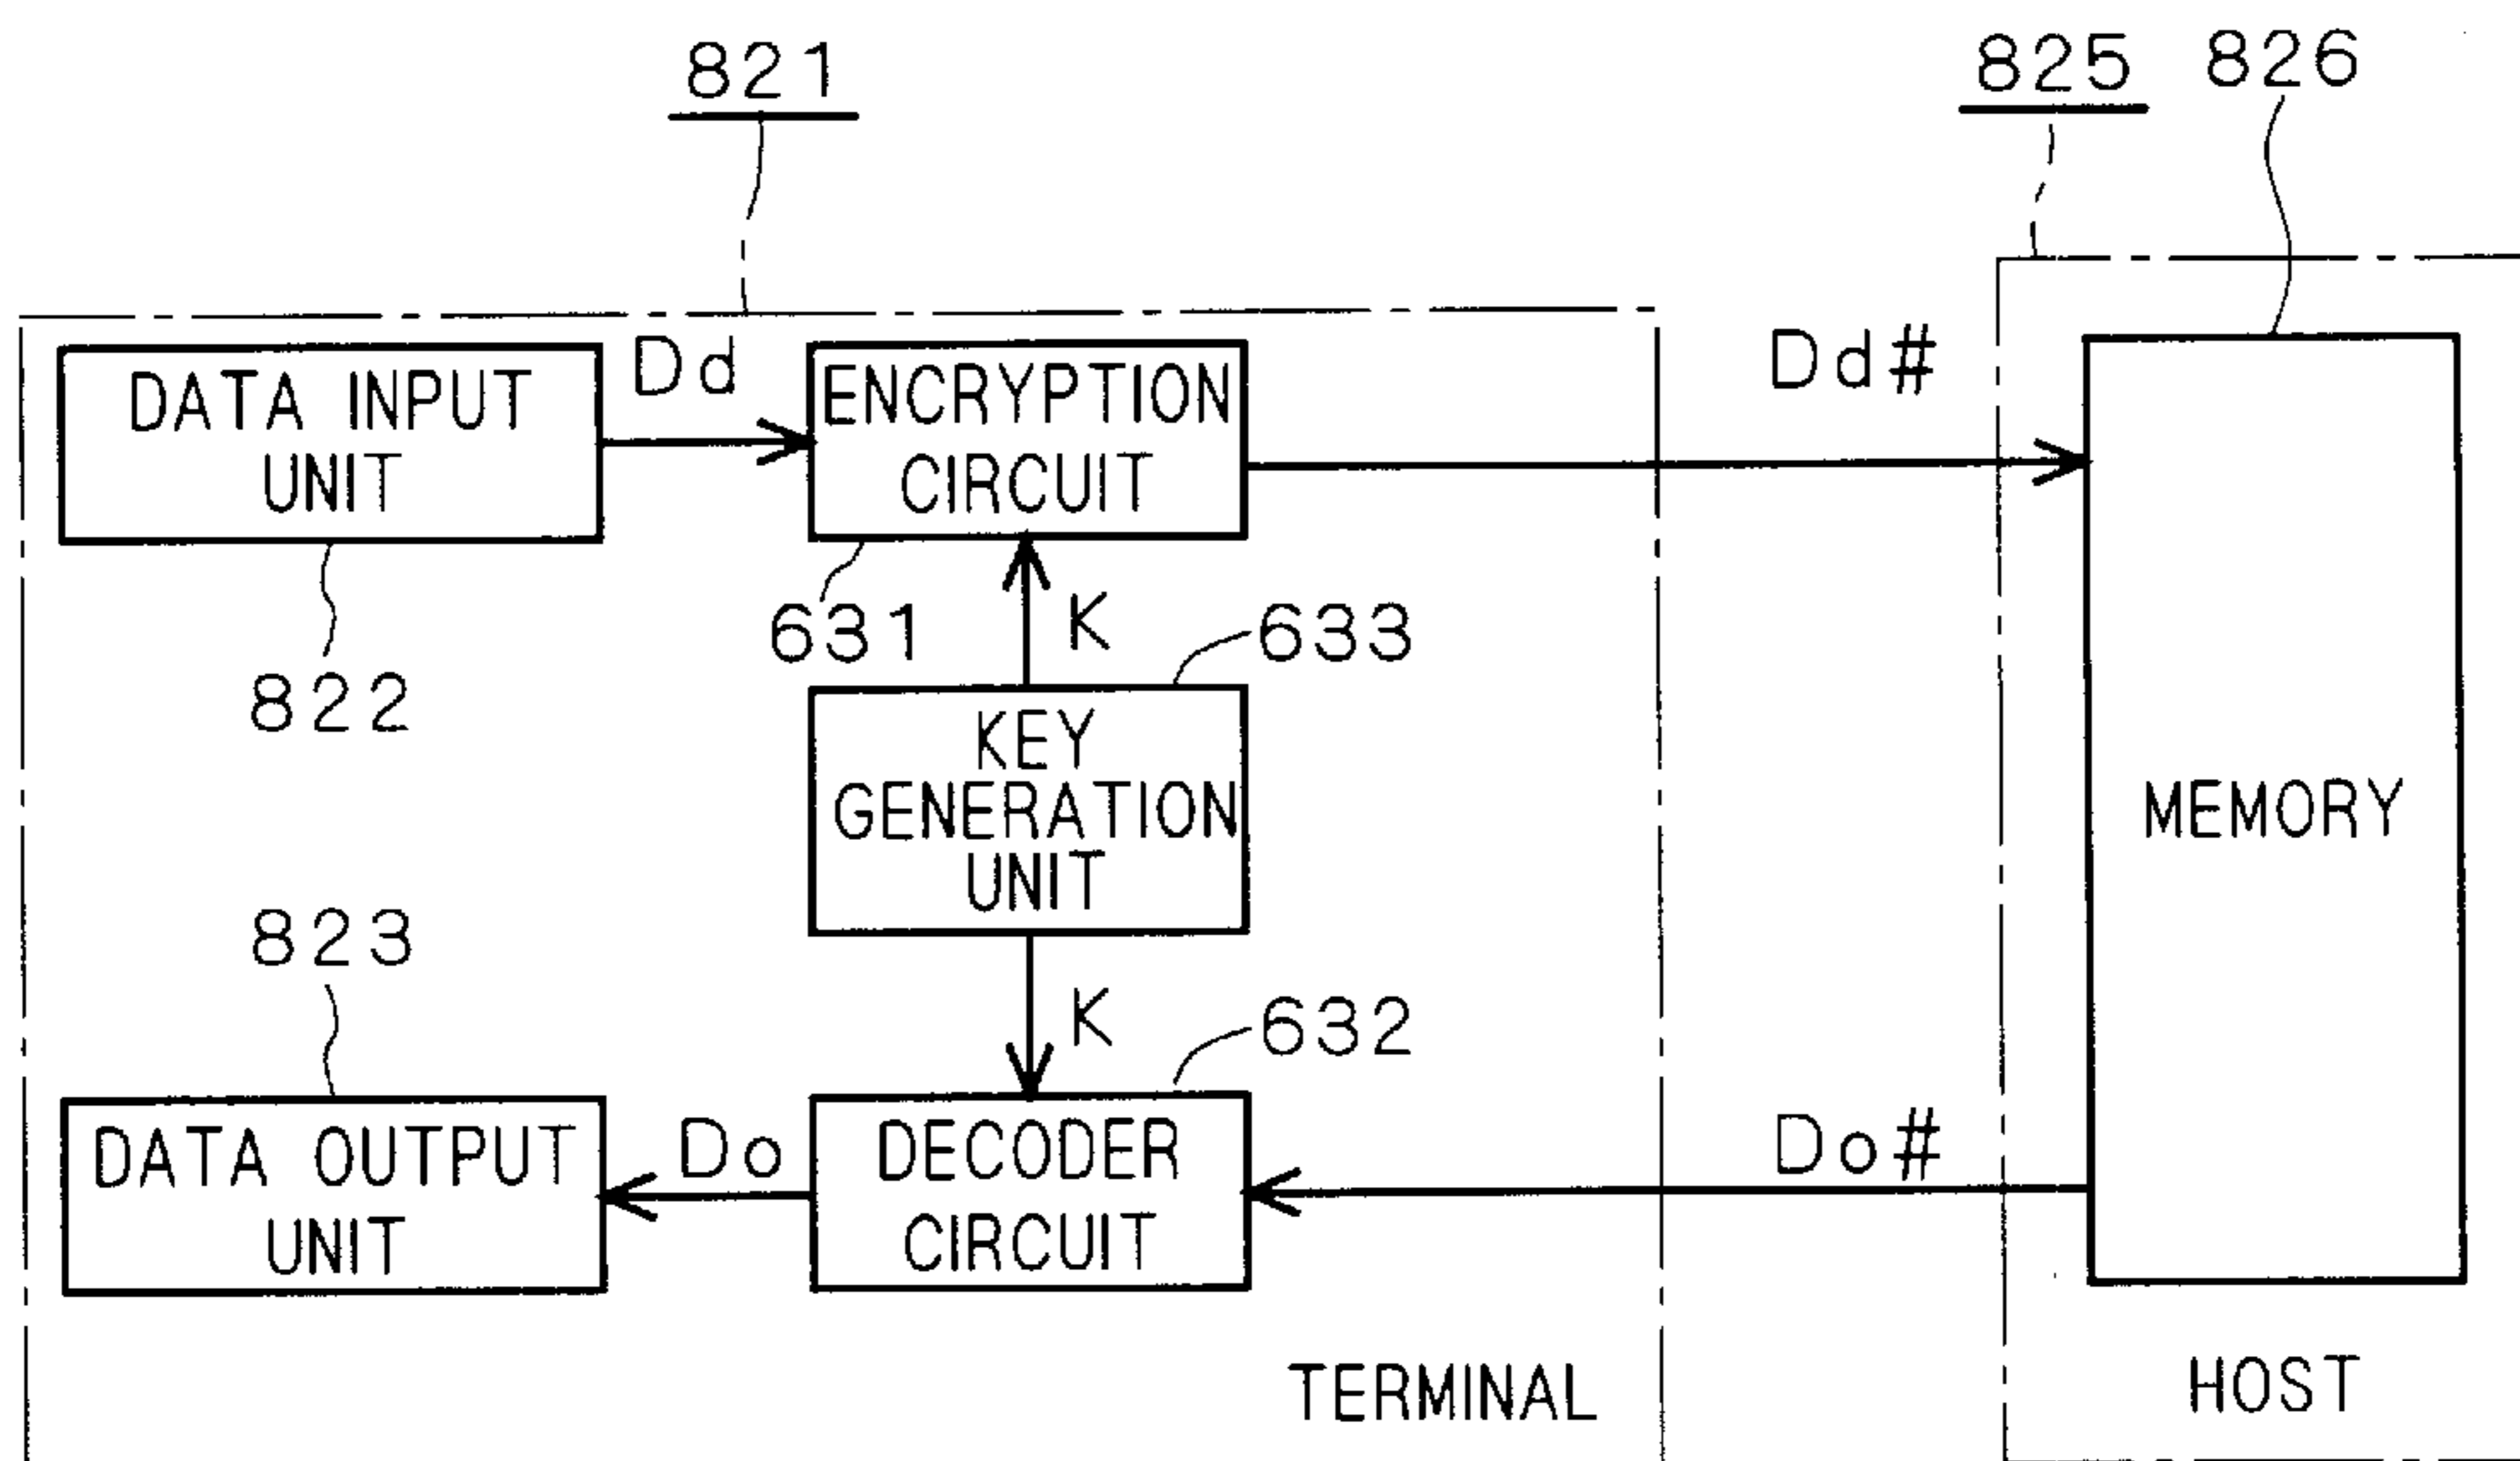 821
825
826
Dd
Dd#
DATA INPUT
UNIT
ENCRYPTION
CIRCUIT
822
631
K
633
KEY
GENERATION
UNIT
MEMORY
823
K
632
DATA OUTPUT
UNIT
Do
DECODER
CIRCUIT
Do#
TERMINAL
HOST